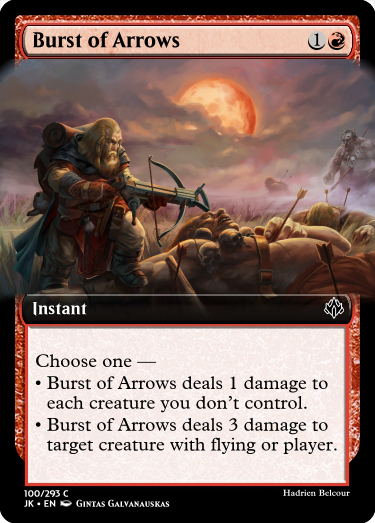 Burst of Arrows 1
Instant
Choose one —
• Burst of Arrows deals 1 damage to
each creature you don't control.
• Burst of Arrows deals 3 damage to
target creature with flying or player.
100/293 C
JK • EN Gintas Galvanauskas
Hadrien Belcour